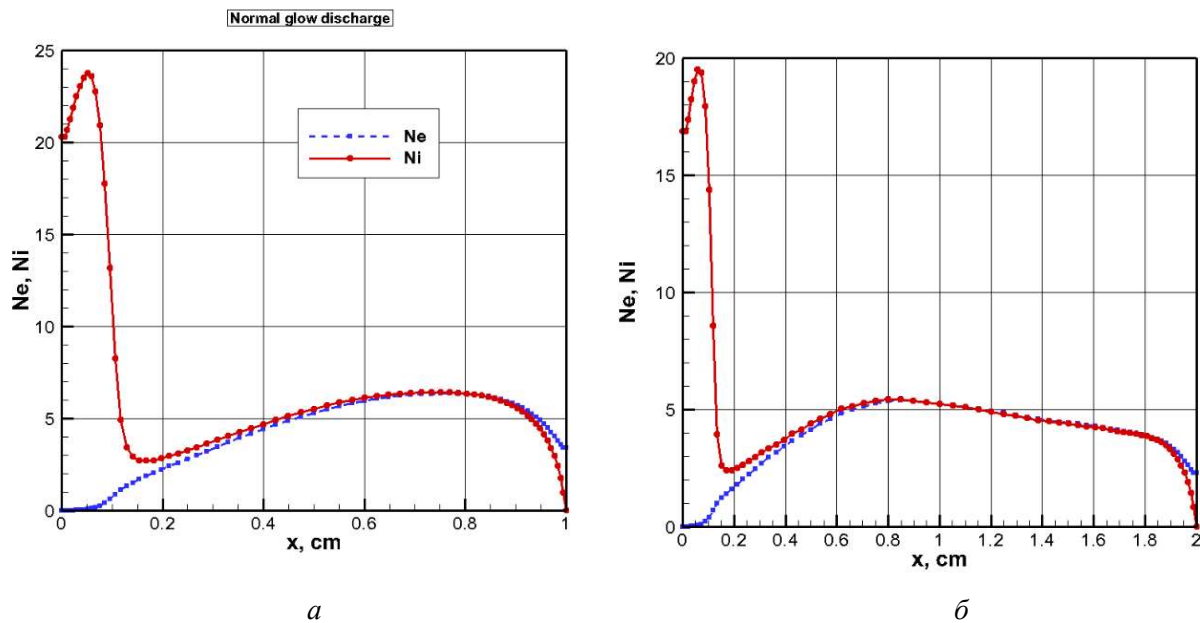 Normal glow discharge
25
20
15
10
5
0
Ne, Ni
Ne
Ni
0 0.2 0.4 0.6 0.8 1
x, cm
а
20
15
10
5
0
Ne, Ni
0 0.2 0.4 0.6 0.8 1 1.2 1.4 1.6 1.8 2
x, cm
б